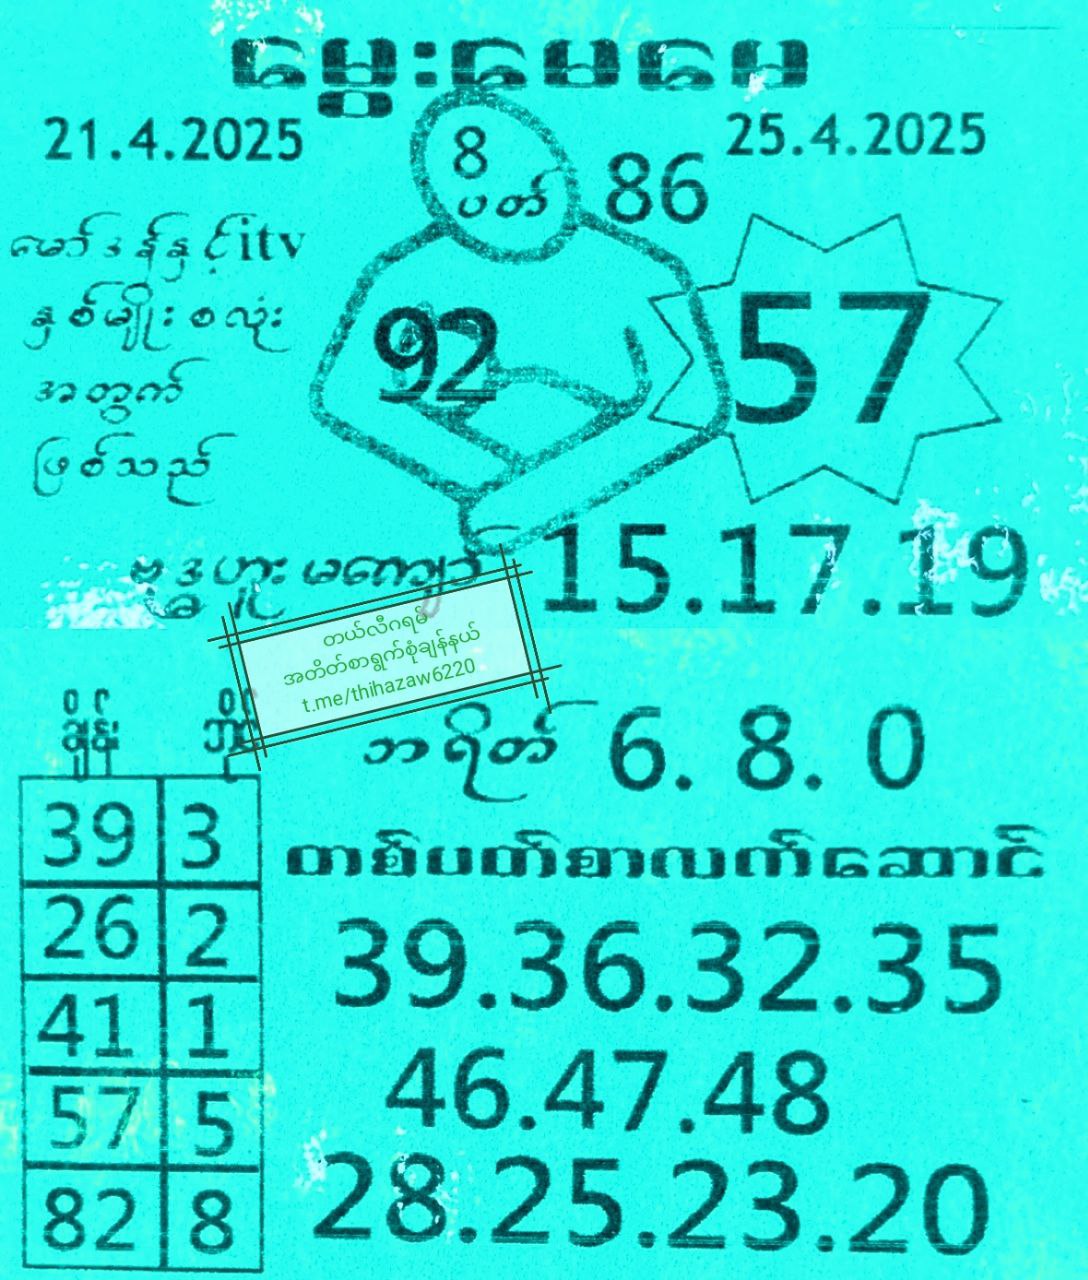 မွေးမေမေ
21.4.2025
25.4.2025
8
ပတ်
86
မော်ဒန်နှင့်itv
နှစ်မျိုးစလုံး
အတွက်
ဖြစ်သည်
92
57
ဗုဒ္ဓဟူးမကျော်
15.17.19
တယ်လီဂရမ်
အတိတ်စာရွက်စုံချန်နယ်
t.me/thihazaw6220
ချိန်း
ဘရိတ် 6. 8. 0
39 3
26 2
41 1
57 5
82 8
တစ်ပတ်စာလက်ဆောင်
39.36.32.35
46.47.48
28.25.23.20